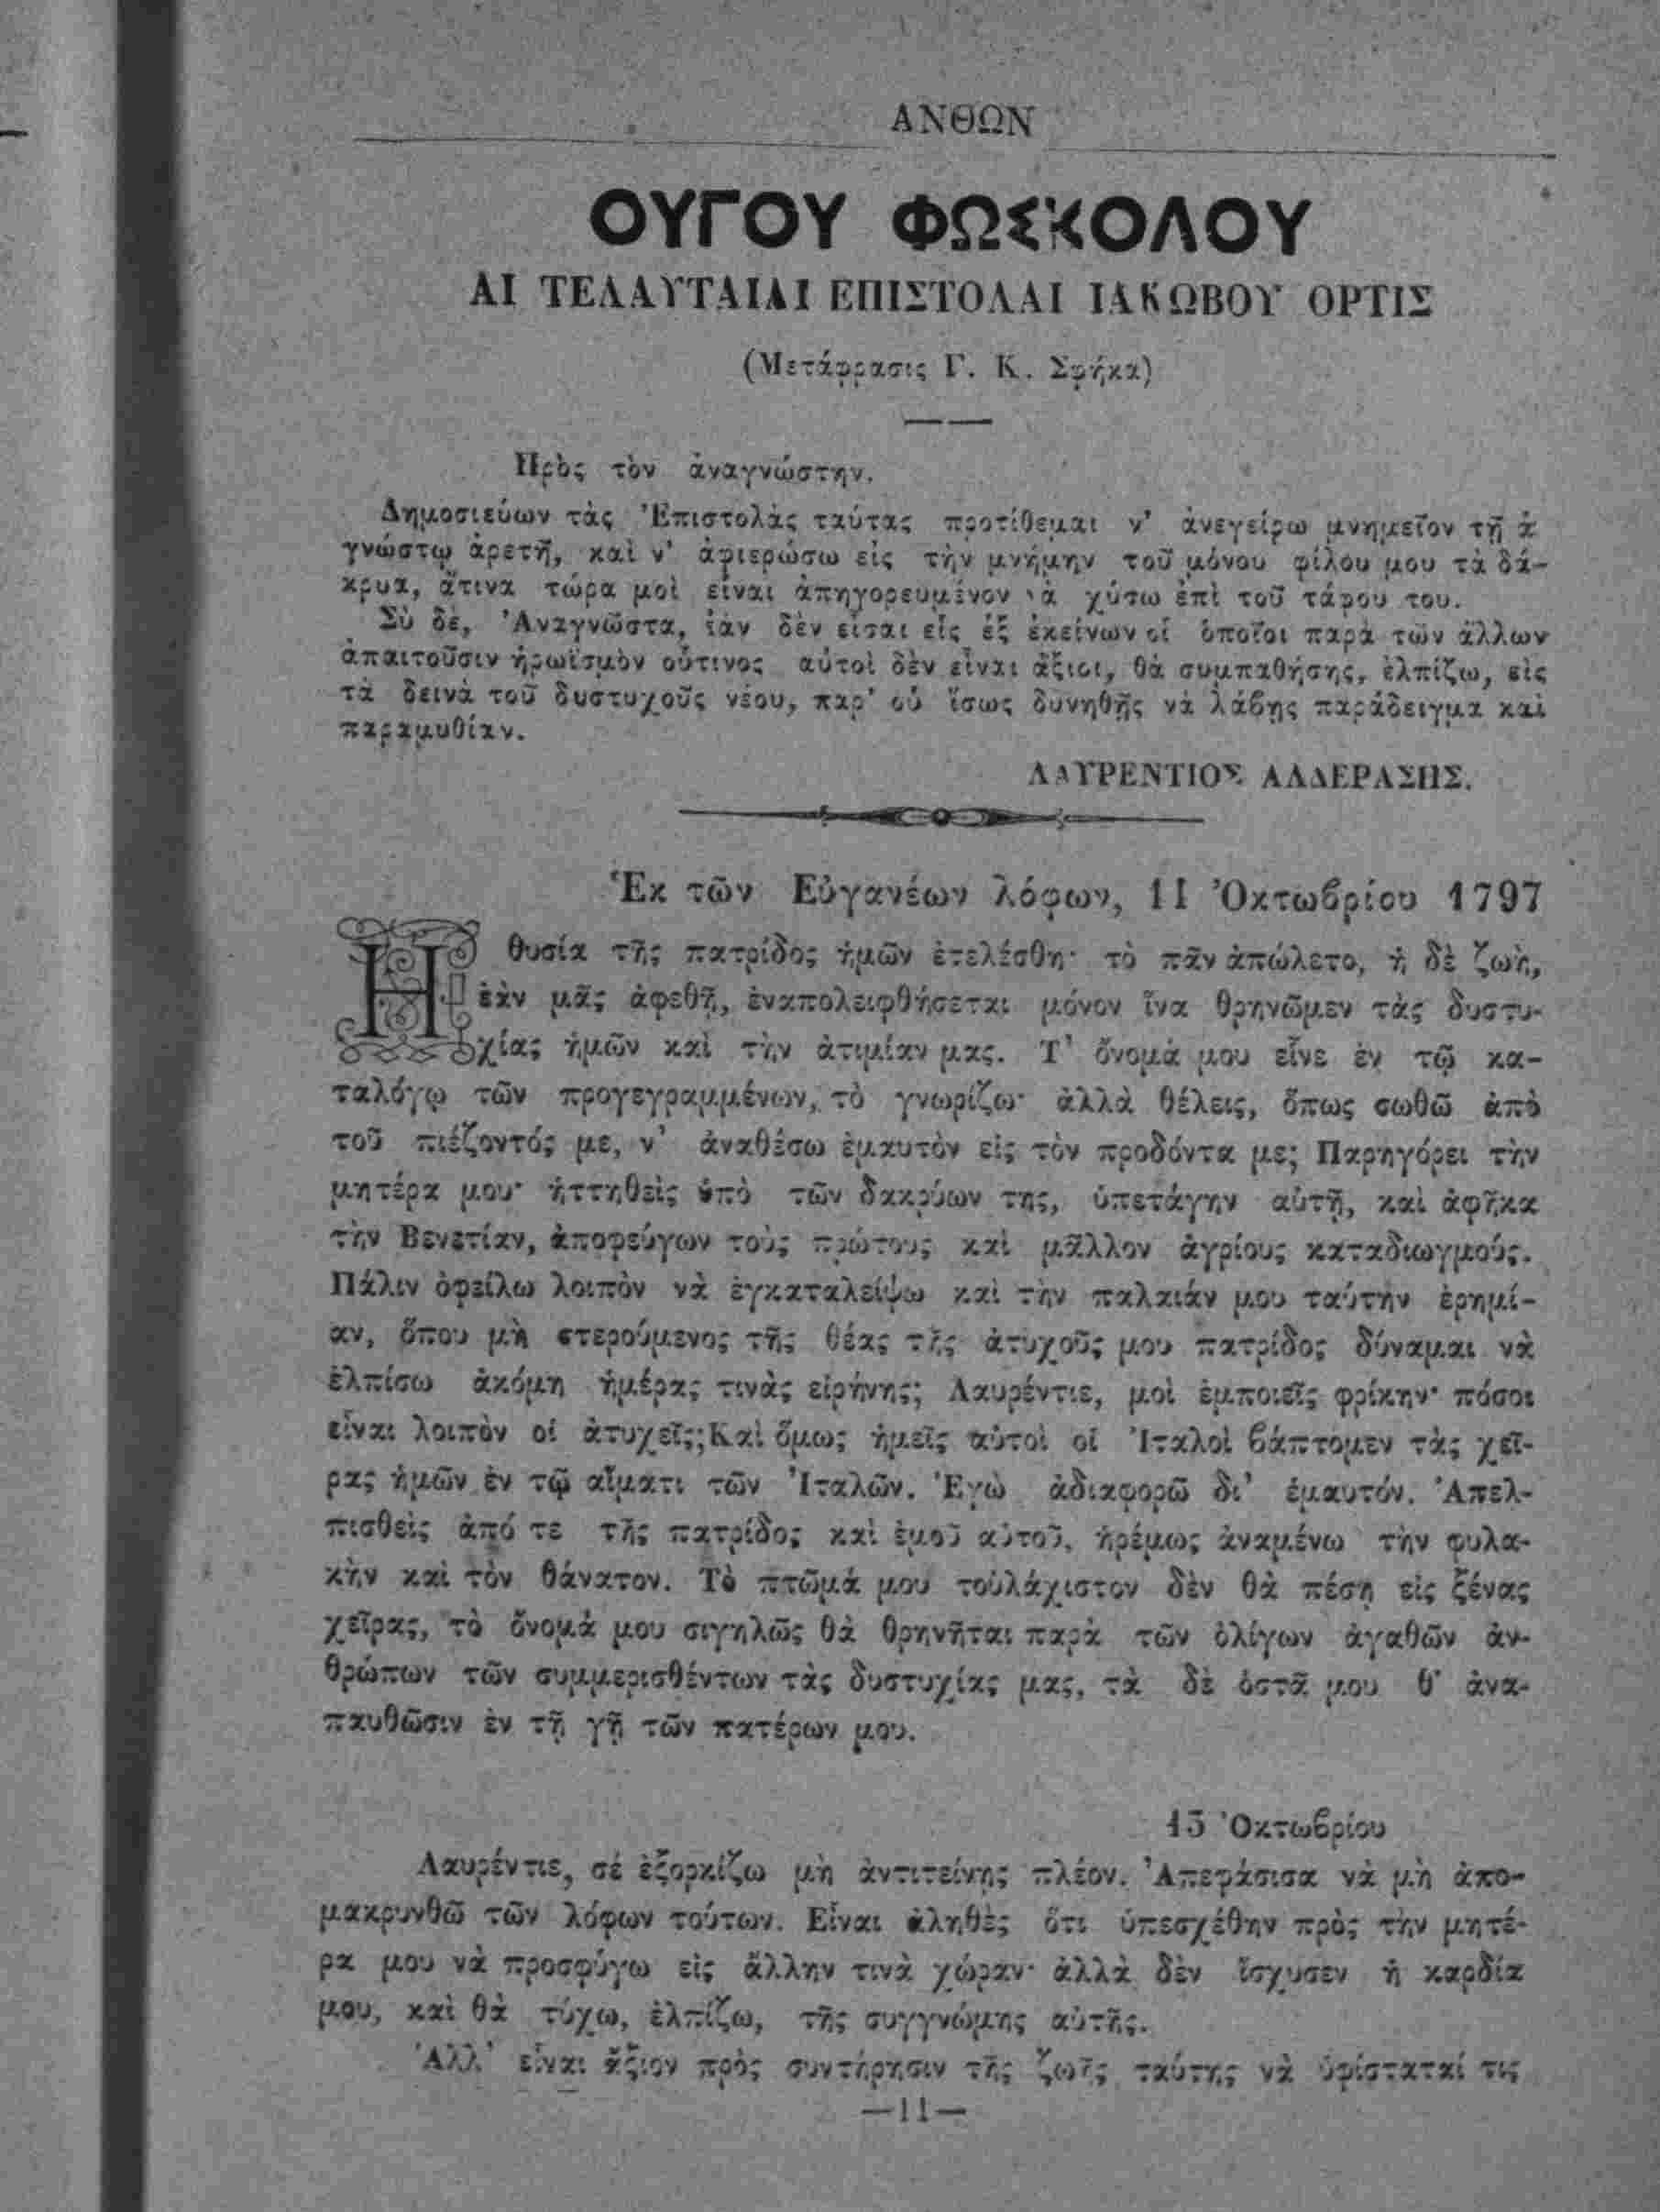 ΑΝΘΩΝ
ΟΥΓΟΥ ΦΩΣΚΟΛΟΥ
ΑΙ ΤΕΛΑΥΤΑΙΑΙ ΕΠΙΣΤΟΛΑΙ ΙΑΚΩΒΟΥ ΟΡΤΙΣ
(Μετάφρασις Γ. Κ. Σφήκα)
Πρὸς τὸν ἀναγνώστην.
Δημοσιεύων τὰς Ἐπιστολὰς ταύτας προτίθεμαι ν' ἀνεγείρω μνημεῖον τῇ ἀ
γνώστῳ ἀρετῇ, καὶ ν' ἀφιερώσω εἰς τὴν μνήμην τοῦ μόνου φίλου μου τὰ δά-
κρυα, ἅτινα τώρα μοὶ εἶναι ἀπηγορευμένον νὰ χύσω ἐπὶ τοῦ τάφου του.
Σὺ δέ, Ἀναγνῶστα, ἐὰν δὲν εἶσαι εἷς ἐξ ἐκείνων οἱ ὁποῖοι παρὰ τῶν ἄλλων
ἀπαιτοῦσιν ἡρωϊσμὸν οὗτινος αὐτοὶ δὲν εἶναι ἄξιοι, θὰ συμπαθήσῃς, ἐλπίζω, εἰς
τὰ δεινὰ τοῦ δυστυχοῦς νέου, παρ' οὗ ἴσως δυνηθῇς νὰ λάβῃς παράδειγμα καὶ
παραμυθίαν.
ΛΑΥΡΕΝΤΙΟΣ ΑΛΔΕΡΑΣΗΣ.
Ἐκ τῶν Εὐγανέων λόφων, 11 Ὀκτωβρίου 1797
Η θυσία τῆς πατρίδος ἡμῶν ἐτελέσθη· τὸ πᾶν ἀπώλετο, ἡ δὲ ζωὴ,
ἐὰν μᾶς ἀφεθῇ, ἐναπολειφθήσεται μόνον ἵνα θρηνῶμεν τὰς δυστυ-
χίας ἡμῶν καὶ τὴν ἀτιμίαν μας. Τ' ὄνομά μου εἶνε ἐν τῷ κα-
ταλόγῳ τῶν προγεγραμμένων, τὸ γνωρίζω· ἀλλὰ θέλεις, ὅπως σωθῶ ἀπὸ
τοῦ πιέζοντός με, ν' ἀναθέσω ἐμαυτὸν εἰς τὸν προδόντα με; Παρηγόρει τὴν
μητέρα μου· ἡττηθεὶς ὑπὸ τῶν δακρύων της, ὑπετάγην αὐτῇ, καὶ ἀφῆκα
τὴν Βενετίαν, ἀποφεύγων τοὺς πρώτους καὶ μᾶλλον ἀγρίους καταδιωγμούς.
Πάλιν ὀφείλω λοιπὸν νὰ ἐγκαταλείψω καὶ τὴν παλαιάν μου ταύτην ἐρημί-
αν, ὅπου μὴ στερούμενος τῆς θέας τῆς ἀτυχοῦς μου πατρίδος δύναμαι νὰ
ἐλπίσω ἀκόμη ἡμέρας τινὰς εἰρήνης; Λαυρέντιε, μοὶ ἐμποιεῖς φρίκην· πόσοι
εἶναι λοιπὸν οἱ ἀτυχεῖς; Καὶ ὅμως ἡμεῖς αὐτοὶ οἱ Ἰταλοὶ βάπτομεν τὰς χεῖ-
ρας ἡμῶν ἐν τῷ αἵματι τῶν Ἰταλῶν. Ἐγὼ ἀδιαφορῶ δι' ἐμαυτόν. Ἀπελ-
πισθεὶς ἀπό τε τῆς πατρίδος καὶ ἐμοῦ αὐτοῦ, ἠρέμως ἀναμένω τὴν φυλα-
κὴν καὶ τὸν θάνατον. Τὸ πτῶμά μου τοὐλάχιστον δὲν θὰ πέσῃ εἰς ξένας
χεῖρας, τὸ ὄνομά μου σιγηλῶς θὰ θρηνῆται παρὰ τῶν ὀλίγων ἀγαθῶν ἀν-
θρώπων τῶν συμμερισθέντων τὰς δυστυχίας μας, τὰ δὲ ὀστᾶ μου θ' ἀνα-
παυθῶσιν ἐν τῇ γῇ τῶν πατέρων μου.
15 Ὀκτωβρίου
Λαυρέντιε, σέ ἐξορκίζω μὴ ἀντιτείνῃς πλέον. Ἀπεφάσισα νὰ μὴ ἀπο-
μακρυνθῶ τῶν λόφων τούτων. Εἶναι ἀληθὲς ὅτι ὑπεσχέθην πρὸς τὴν μητέ-
ρα μου νὰ προσφύγω εἰς ἄλλην τινὰ χώραν· ἀλλὰ δὲν ἴσχυσεν ἡ καρδία
μου, καὶ θὰ τύχω, ἐλπίζω, τῆς συγγνώμης αὐτῆς.
Ἀλλ' εἶναι ἄξιον πρὸς συντήρησιν τῆς ζωῆς ταύτης νὰ ὑφίσταταί τις
—11—